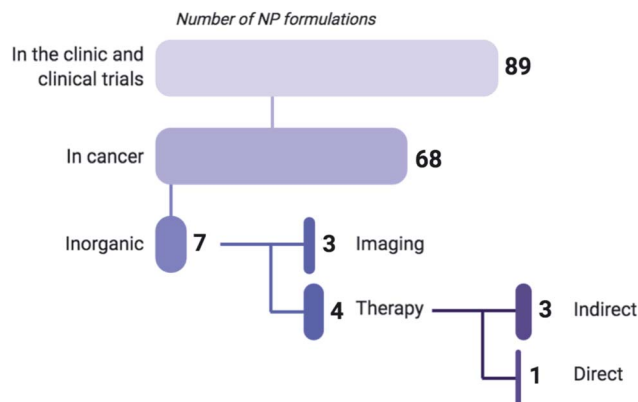 Number of NP formulations
In the clinic and
clinical trials
89
In cancer
68
Inorganic
7
3
Imaging
4
Therapy
3
Indirect
1
Direct